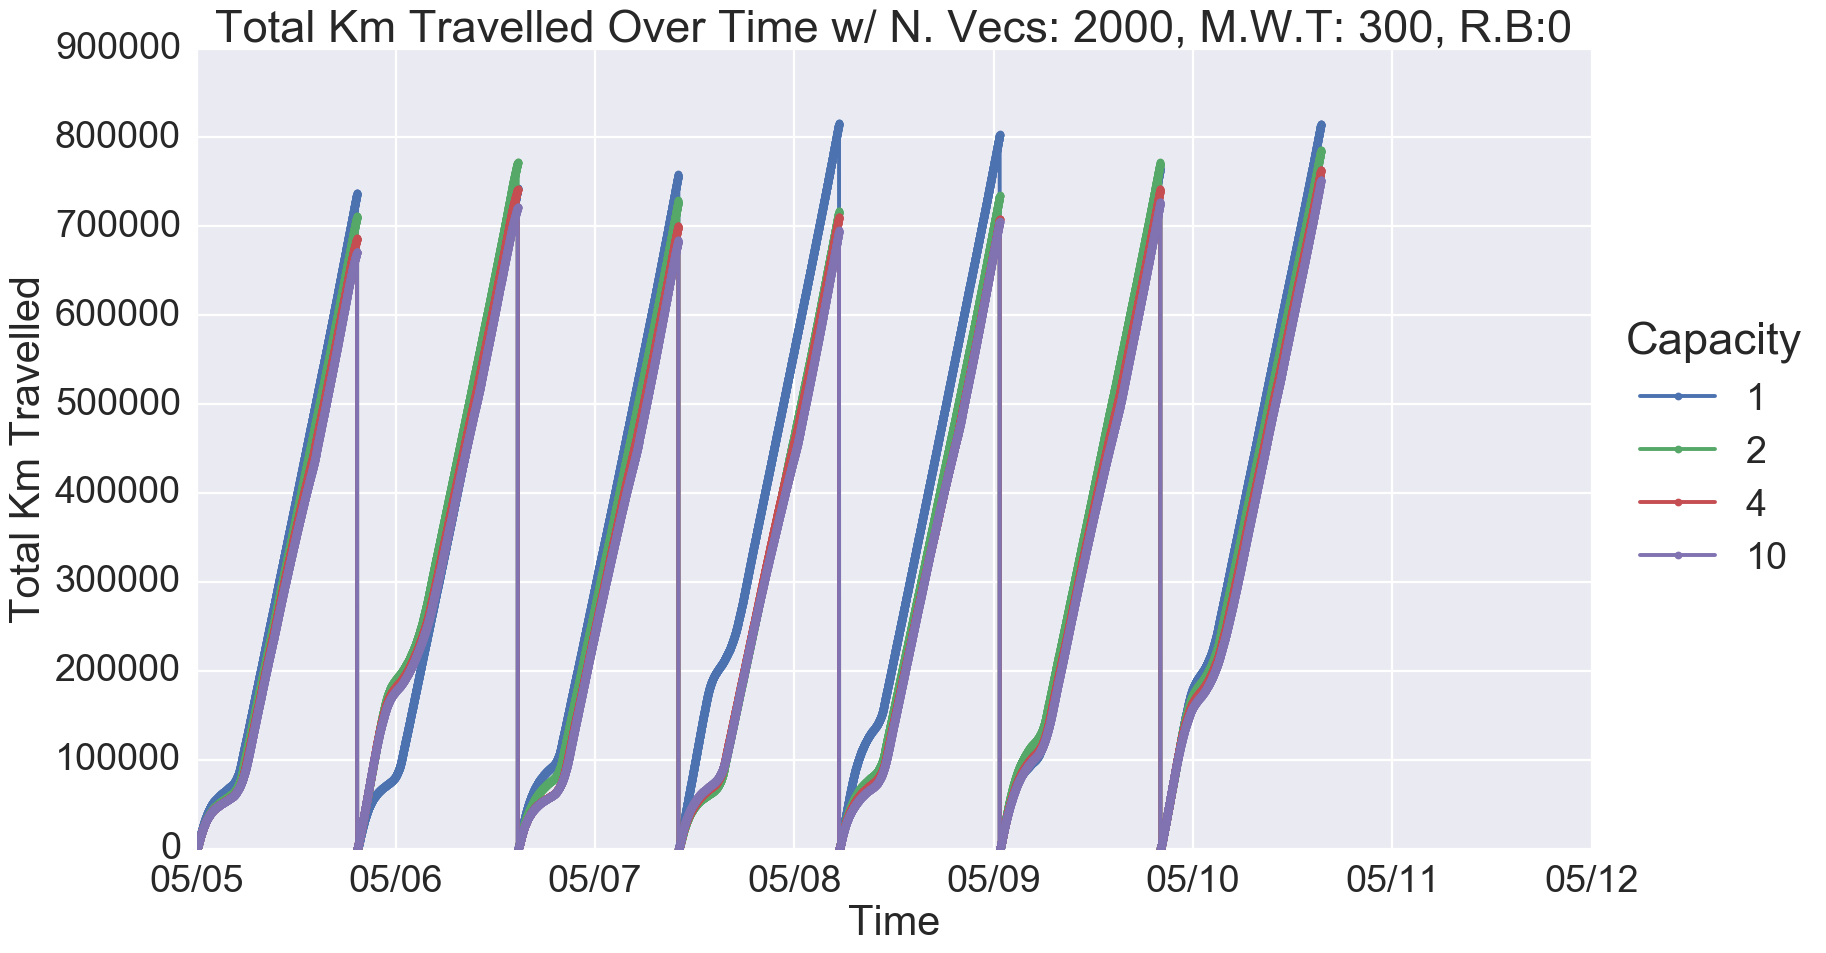 Total Km Travelled Over Time w/ N. Vecs: 2000, M.W.T: 300, R.B:0
900000
800000
700000
600000
500000
400000
300000
200000
100000
0
Total Km Travelled
05/05 05/06 05/07 05/08 05/09 05/10 05/11 05/12
Time
Capacity
1
2
4
10